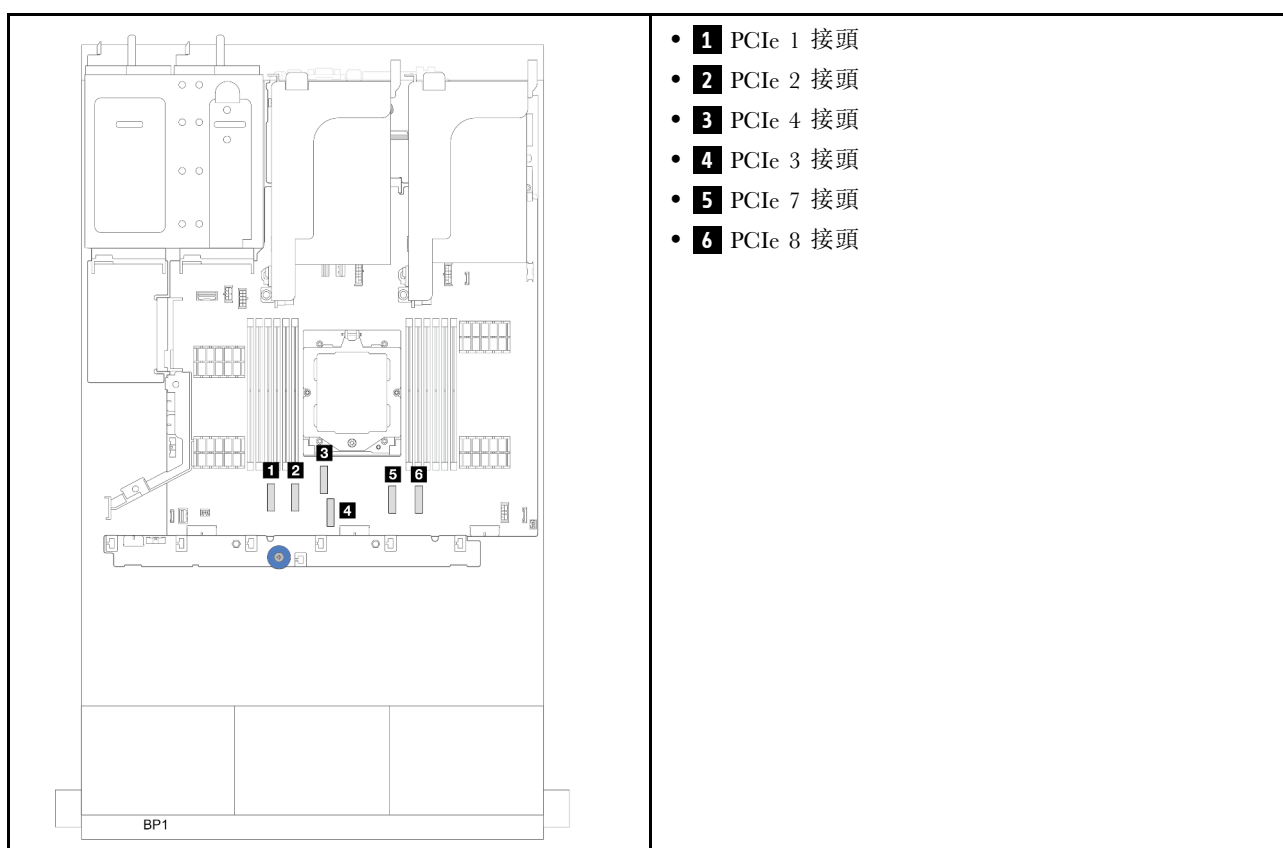 1 2 3 5 6
4
BP1
• 1 PCIe 1 接頭
• 2 PCIe 2 接頭
• 3 PCIe 4 接頭
• 4 PCIe 3 接頭
• 5 PCIe 7 接頭
• 6 PCIe 8 接頭